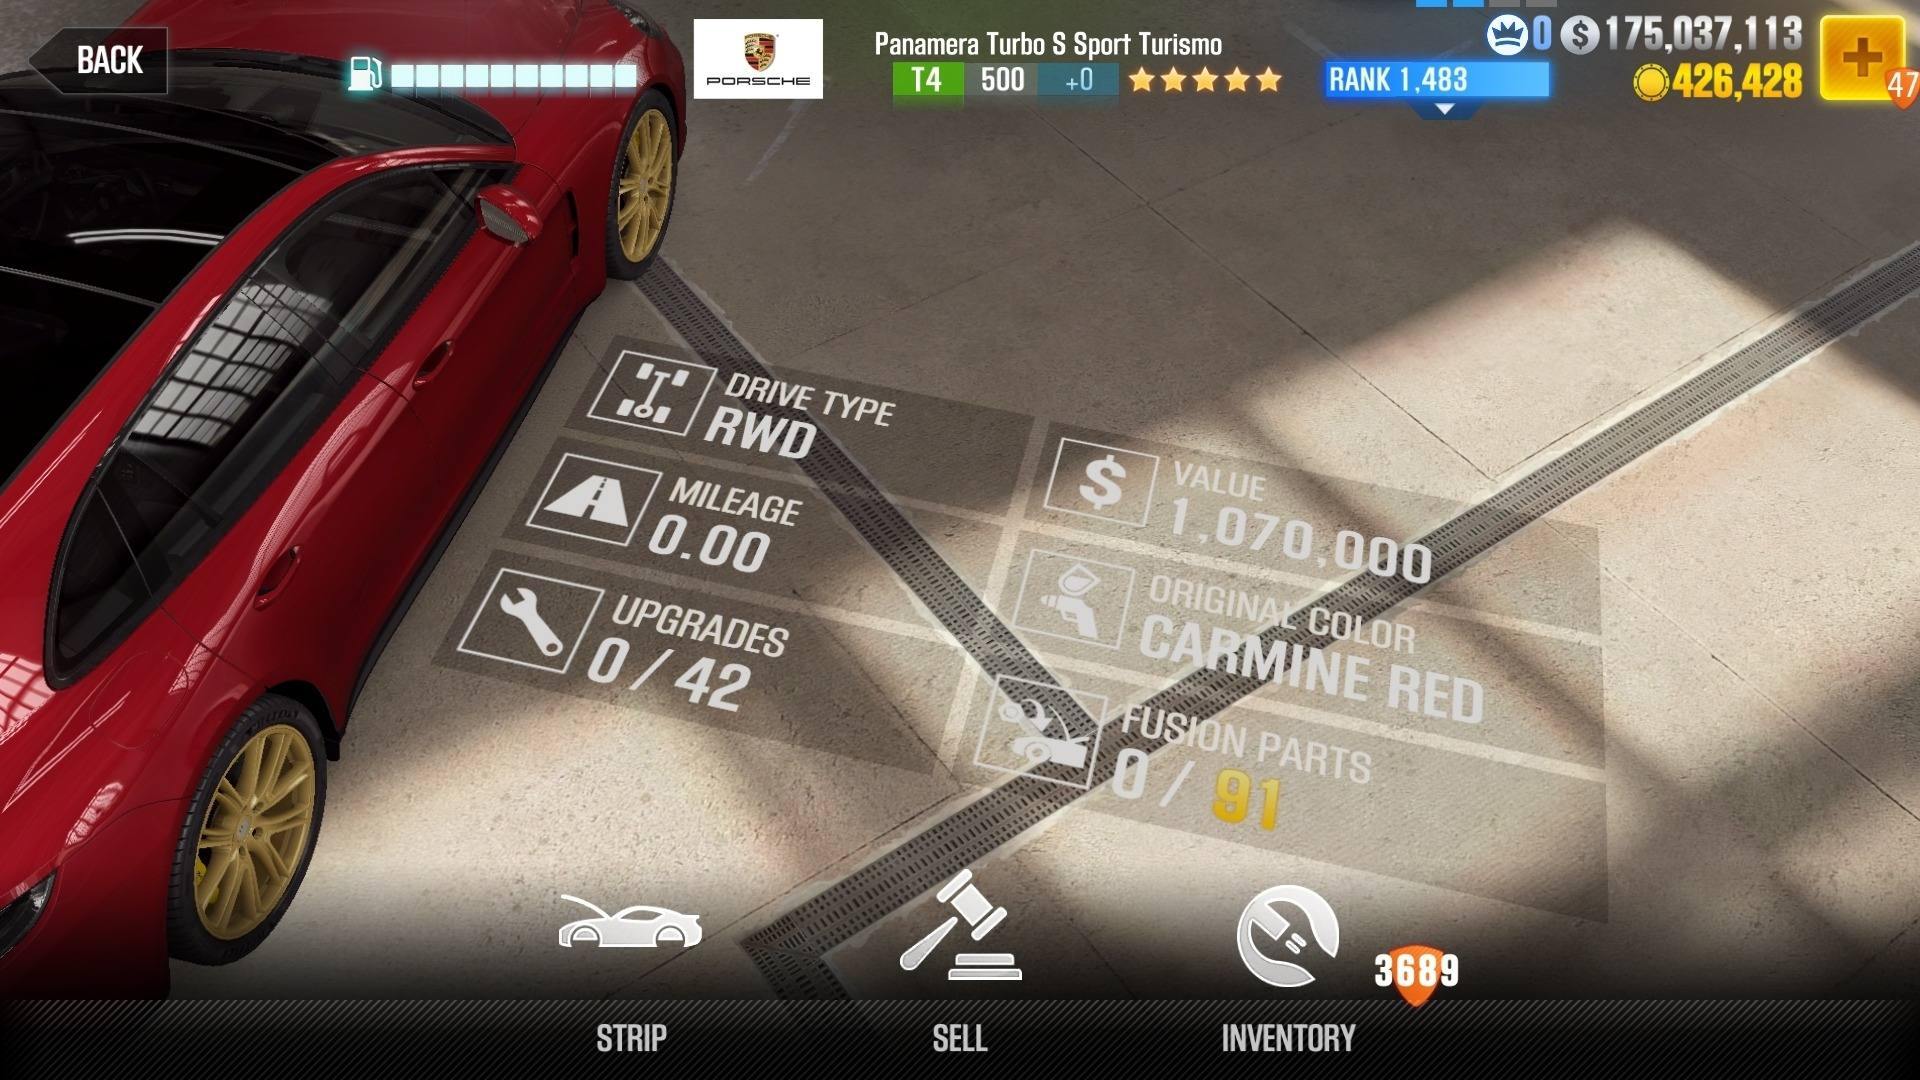 BACK
PORSCHE
Panamera Turbo S Sport Turismo
T4 500 +0
RANK 1,483
0 $ 175,037,113
426,428
47
DRIVE TYPE
RWD
MILEAGE
0.00
UPGRADES
0/42
$ VALUE
1,070,000
ORIGINAL COLOR
CARMINE RED
FUSION PARTS
0/91
3689
STRIP
SELL
INVENTORY